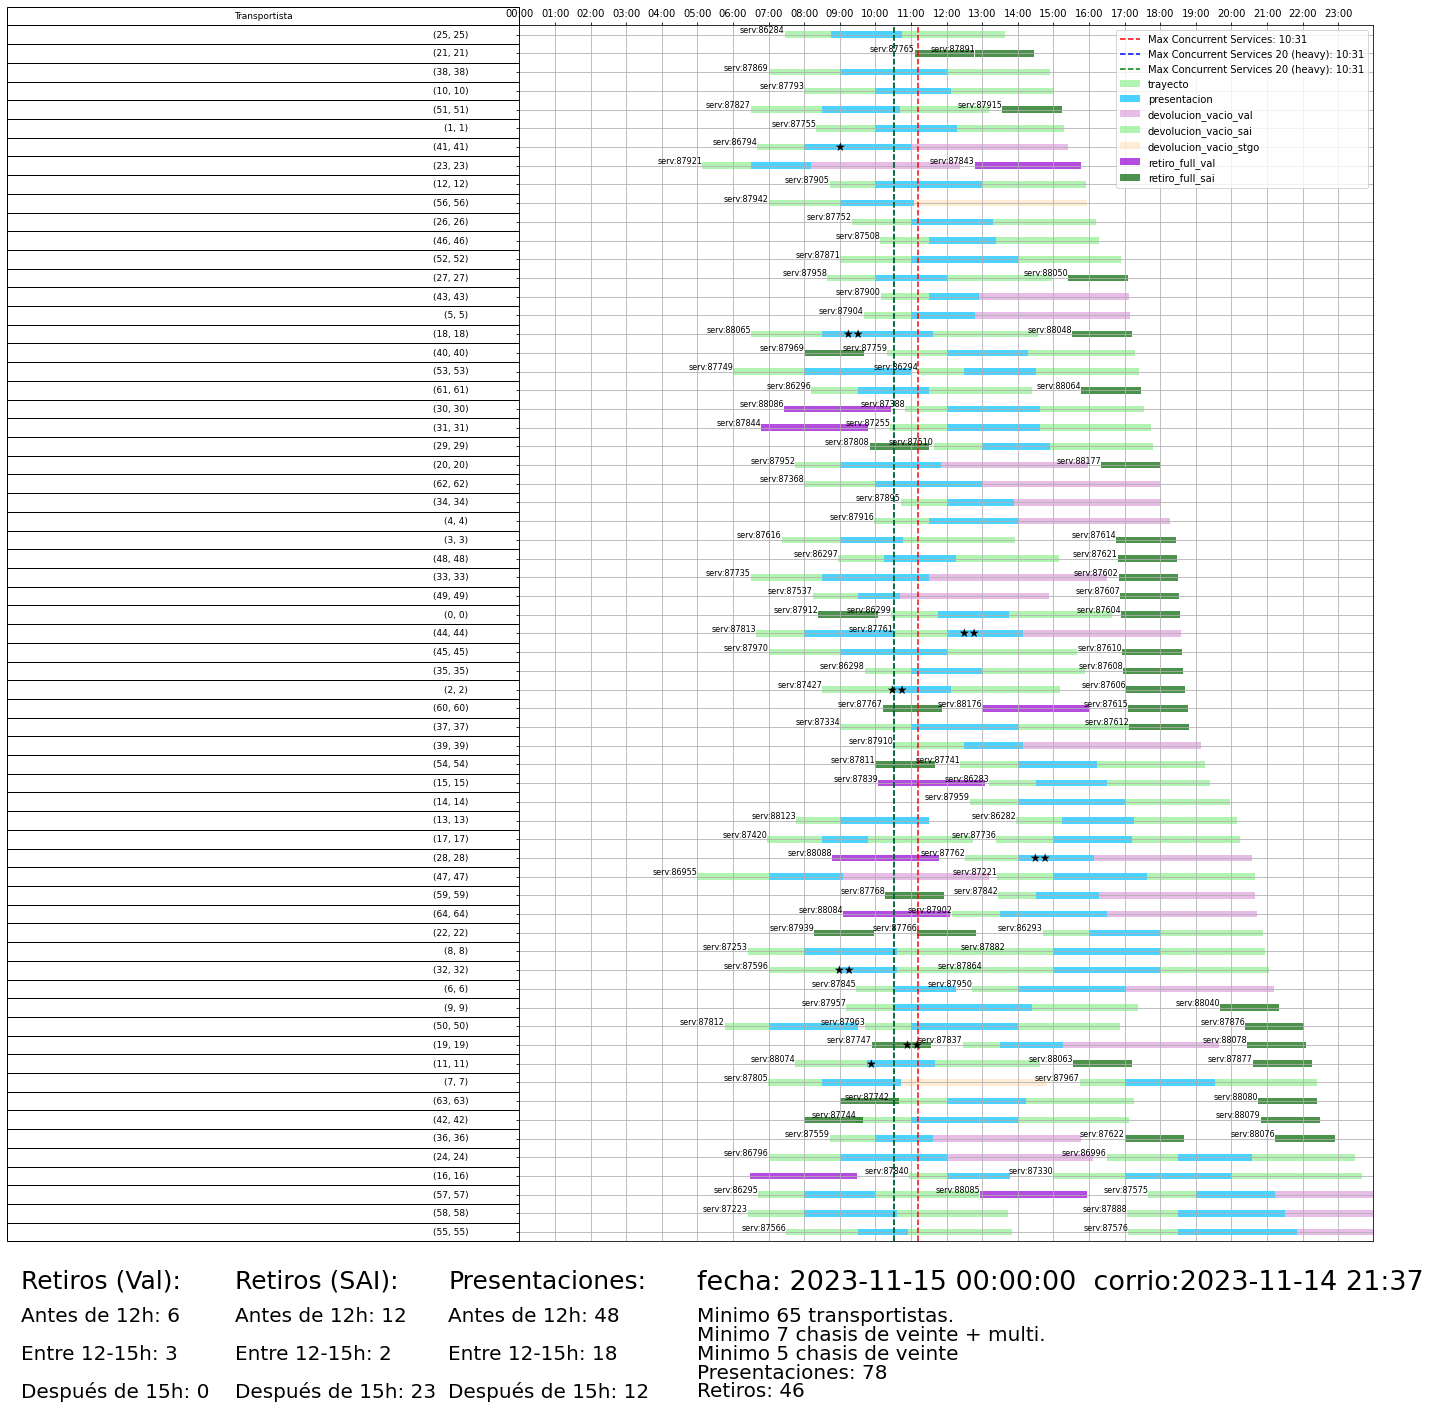 Transportista
00:00 01:00 02:00 03:00 04:00 05:00 06:00 07:00 08:00 09:00 10:00 11:00 12:00 13:00 14:00 15:00 16:00 17:00 18:00 19:00 20:00 21:00 22:00 23:00
Max Concurrent Services: 10:31
Max Concurrent Services 20 (heavy): 10:31
Max Concurrent Services 20 (heavy): 10:31
trayecto
presentacion
devolucion_vacio_val
devolucion_vacio_sai
devolucion_vacio_stgo
retiro_full_val
retiro_full_sai
(25, 25) serv:86284
(21, 21) serv:87765 serv:87891
(38, 38) serv:87869
(10, 10) serv:87793
(51, 51) serv:87827 serv:87915
(1, 1) serv:87755
(41, 41) serv:86794
(23, 23) serv:87921 serv:87843
(12, 12) serv:87905
(56, 56) serv:87942
(26, 26) serv:87752
(46, 46) serv:87508
(52, 52) serv:87871
(27, 27) serv:87958 serv:88050
(43, 43) serv:87900
(5, 5) serv:87904
(18, 18) serv:88065 serv:88048
(40, 40) serv:87969 serv:87759
(53, 53) serv:87749 serv:86294
(61, 61) serv:86296 serv:88064
(30, 30) serv:88086 serv:87388
(31, 31) serv:87844 serv:87255
(29, 29) serv:87808 serv:87510
(20, 20) serv:87952 serv:88177
(62, 62) serv:87368
(34, 34) serv:87895
(4, 4) serv:87916
(3, 3) serv:87616 serv:87614
(48, 48) serv:86297 serv:87621
(33, 33) serv:87735 serv:87602
(49, 49) serv:87537 serv:87607
(0, 0) serv:87912 serv:86299 serv:87604
(44, 44) serv:87813 serv:87761
(45, 45) serv:87970 serv:87610
(35, 35) serv:86298 serv:87608
(2, 2) serv:87427 serv:87606
(60, 60) serv:87767 serv:88176 serv:87615
(37, 37) serv:87334 serv:87612
(39, 39) serv:87910
(54, 54) serv:87811 serv:87741
(15, 15) serv:87839 serv:86283
(14, 14) serv:87959
(13, 13) serv:88123 serv:86282
(17, 17) serv:87420 serv:87736
(28, 28) serv:88088 serv:87762
(47, 47) serv:86955 serv:87221
(59, 59) serv:87768 serv:87842
(64, 64) serv:88084 serv:87902
(22, 22) serv:87939 serv:87766 serv:86293
(8, 8) serv:87253 serv:87882
(32, 32) serv:87596 serv:87864
(6, 6) serv:87845 serv:87950
(9, 9) serv:87957 serv:88040
(50, 50) serv:87812 serv:87963 serv:87876
(19, 19) serv:87747 serv:87837 serv:88078
(11, 11) serv:88074 serv:88063 serv:87877
(7, 7) serv:87805 serv:87967
(63, 63) serv:87742 serv:88080
(42, 42) serv:87744 serv:88079
(36, 36) serv:87559 serv:87622 serv:88076
(24, 24) serv:86796 serv:86996
(16, 16) serv:87840 serv:87330
(57, 57) serv:86295 serv:88085 serv:87575
(58, 58) serv:87223 serv:87888
(55, 55) serv:87566 serv:87576
Retiros (Val):
Antes de 12h: 6
Entre 12-15h: 3
Después de 15h: 0
Retiros (SAI):
Antes de 12h: 12
Entre 12-15h: 2
Después de 15h: 23
Presentaciones:
Antes de 12h: 48
Entre 12-15h: 18
Después de 15h: 12
fecha: 2023-11-15 00:00:00 corrio:2023-11-14 21:37
Minimo 65 transportistas.
Minimo 7 chasis de veinte + multi.
Minimo 5 chasis de veinte
Presentaciones: 78
Retiros: 46